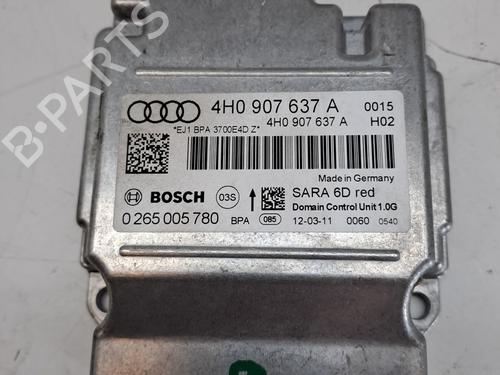 4H0 907 637 A 0015
4H0 907 637 A H02
*EJ1 BPA 3700E4D Z*
Made in Germany
BOSCH 03S SARA 6D red
Domain Control Unit 1.0G
0 265 005 780 BPA 085 12-03-11 0060 0540